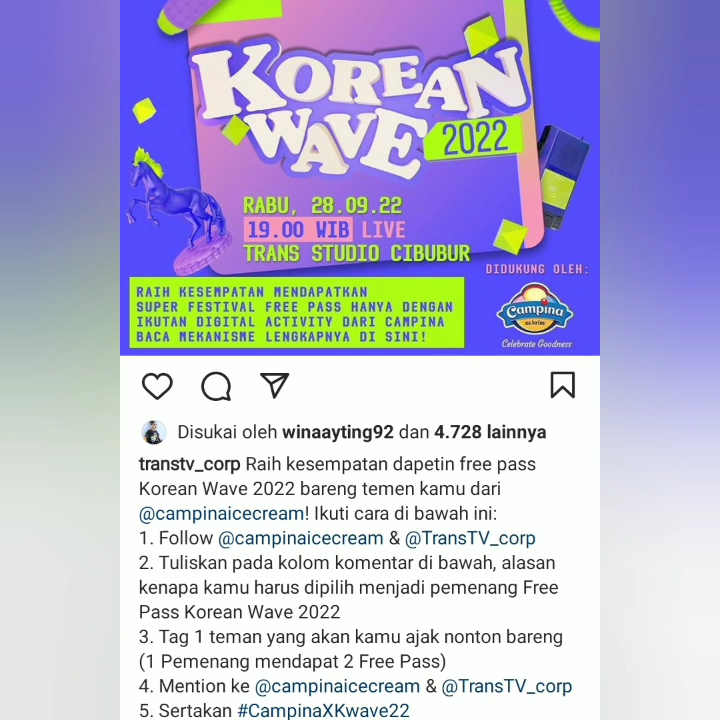 KOREAN
WAVE 2022
RABU, 28.09.22
19.00 WIB LIVE
TRANS STUDIO CIBUBUR
DIDUKUNG OLEH:
RAIH KESEMPATAN MENDAPATKAN
SUPER FESTIVAL FREE PASS HANYA DENGAN
IKUTAN DIGITAL ACTIVITY DARI CAMPINA
BACA MEKANISME LENGKAPNYA DI SINI!
Campina
es krim
Celebrate Goodness
Disukai oleh winaayting92 dan 4.728 lainnya
transtv_corp Raih kesempatan dapetin free pass
Korean Wave 2022 bareng temen kamu dari
@campinaicecream! Ikuti cara di bawah ini:
1. Follow @campinaicecream & @TransTV_corp
2. Tuliskan pada kolom komentar di bawah, alasan
kenapa kamu harus dipilih menjadi pemenang Free
Pass Korean Wave 2022
3. Tag 1 teman yang akan kamu ajak nonton bareng
(1 Pemenang mendapat 2 Free Pass)
4. Mention ke @campinaicecream & @TransTV_corp
5. Sertakan #CampinaXKwave22